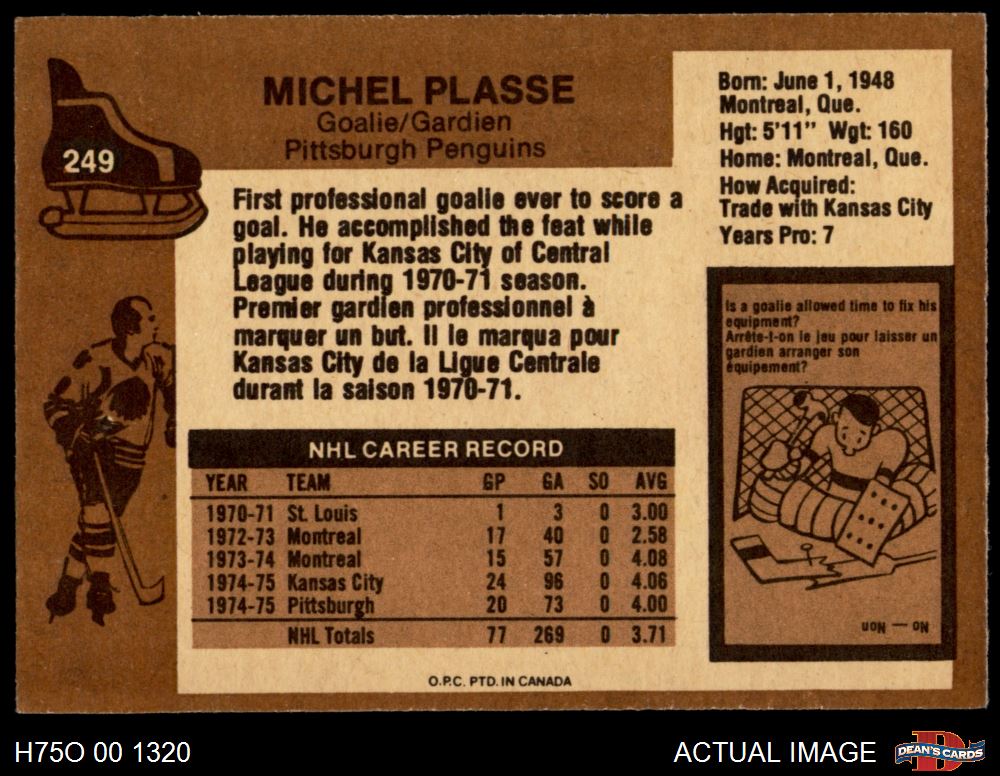 249
MICHEL PLASSE
Goalie/Gardien
Pittsburgh Penguins
Born: June 1, 1948
Montreal, Que.
Hgt: 5'11" Wgt: 160
Home: Montreal, Que.
How Acquired:
Trade with Kansas City
Years Pro: 7
First professional goalie ever to score a
goal. He accomplished the feat while
playing for Kansas City of Central
League during 1970-71 season.
Premier gardien professionnel à
marquer un but. Il le marqua pour
Kansas City de la Ligue Centrale
durant la saison 1970-71.
Is a goalie allowed time to fix his
equipment?
Arrête-t-on le jeu pour laisser un
gardien arranger son
équipement?
No — Non
NHL CAREER RECORD
YEAR TEAM GP GA SO AVG
1970-71 St. Louis 1 3 0 3.00
1972-73 Montreal 17 40 0 2.58
1973-74 Montreal 15 57 0 4.08
1974-75 Kansas City 24 96 0 4.06
1974-75 Pittsburgh 20 73 0 4.00
NHL Totals 77 269 0 3.71
O.P.C. PTD. IN CANADA
H75O 00 1320
ACTUAL IMAGE
D
DEAN'S CARDS